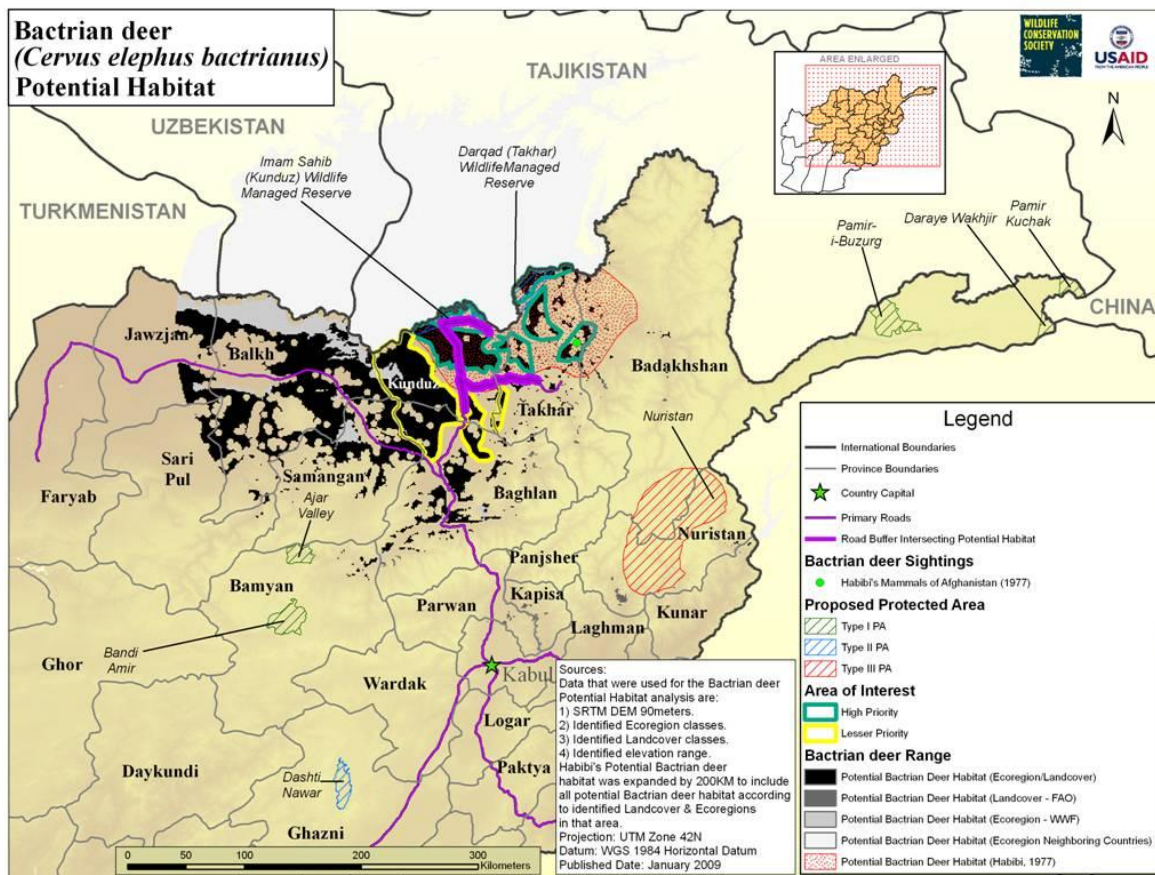 Bactrian deer
(Cervus elephus bactrianus)
Potential Habitat
WILDLIFE
CONSERVATION
SOCIETY
USAID
FROM THE AMERICAN PEOPLE
AREA ENLARGED
N
TAJIKISTAN
UZBEKISTAN
TURKMENISTAN
CHINA
Imam Sahib
(Kunduz) Wildlife
Managed Reserve
Darqad (Takhar)
WildlifeManaged
Reserve
Pamir-
i-Buzurg
Daraye Wakhjir
Pamir
Kuchak
Jawzjan
Balkh
Kunduz
Takhar
Badakhshan
Nuristan
Sari
Pul
Faryab
Samangan
Baghlan
Ajar
Valley
Nuristan
Panjsher
Bamyan
Parwan
Kapisa
Kunar
Laghman
Bandi
Amir
Ghor
Wardak
Kabul
Logar
Daykundi
Paktya
Dashti
Nawar
Ghazni
0 50 100 200 300
Kilometers
Sources:
Data that were used for the Bactrian deer
Potential Habitat analysis are:
1) SRTM DEM 90meters.
2) Identified Ecoregion classes.
3) Identified Landcover classes.
4) Identified elevation range.
Habibi's Potential Bactrian deer
habitat was expanded by 200KM to include
all potential Bactrian deer habitat according
to identified Landcover & Ecoregions
in that area.
Projection: UTM Zone 42N
Datum: WGS 1984 Horizontal Datum
Published Date: January 2009
Legend
International Boundaries
Province Boundaries
Country Capital
Primary Roads
Road Buffer Intersecting Potential Habitat
Bactrian deer Sightings
Habibi's Mammals of Afghanistan (1977)
Proposed Protected Area
Type I PA
Type II PA
Type III PA
Area of Interest
High Priority
Lesser Priority
Bactrian deer Range
Potential Bactrian Deer Habitat (Ecoregion/Landcover)
Potential Bactrian Deer Habitat (Landcover - FAO)
Potential Bactrian Deer Habitat (Ecoregion - WWF)
Potential Bactrian Deer Habitat (Ecoregion Neighboring Countries)
Potential Bactrian Deer Habitat (Habibi, 1977)